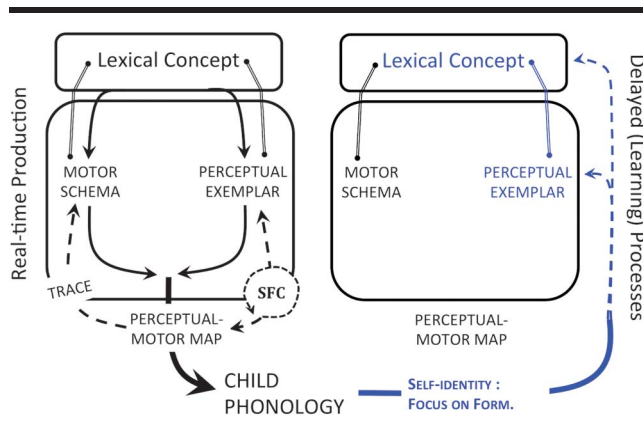 Real-time Production
Lexical Concept
MOTOR
SCHEMA
PERCEPTUAL
EXEMPLAR
TRACE
SFC
PERCEPTUAL-
MOTOR MAP
CHILD
PHONOLOGY
Lexical Concept
MOTOR
SCHEMA
PERCEPTUAL
EXEMPLAR
PERCEPTUAL-
MOTOR MAP
SELF-IDENTITY :
FOCUS ON FORM.
Delayed (Learning) Processes